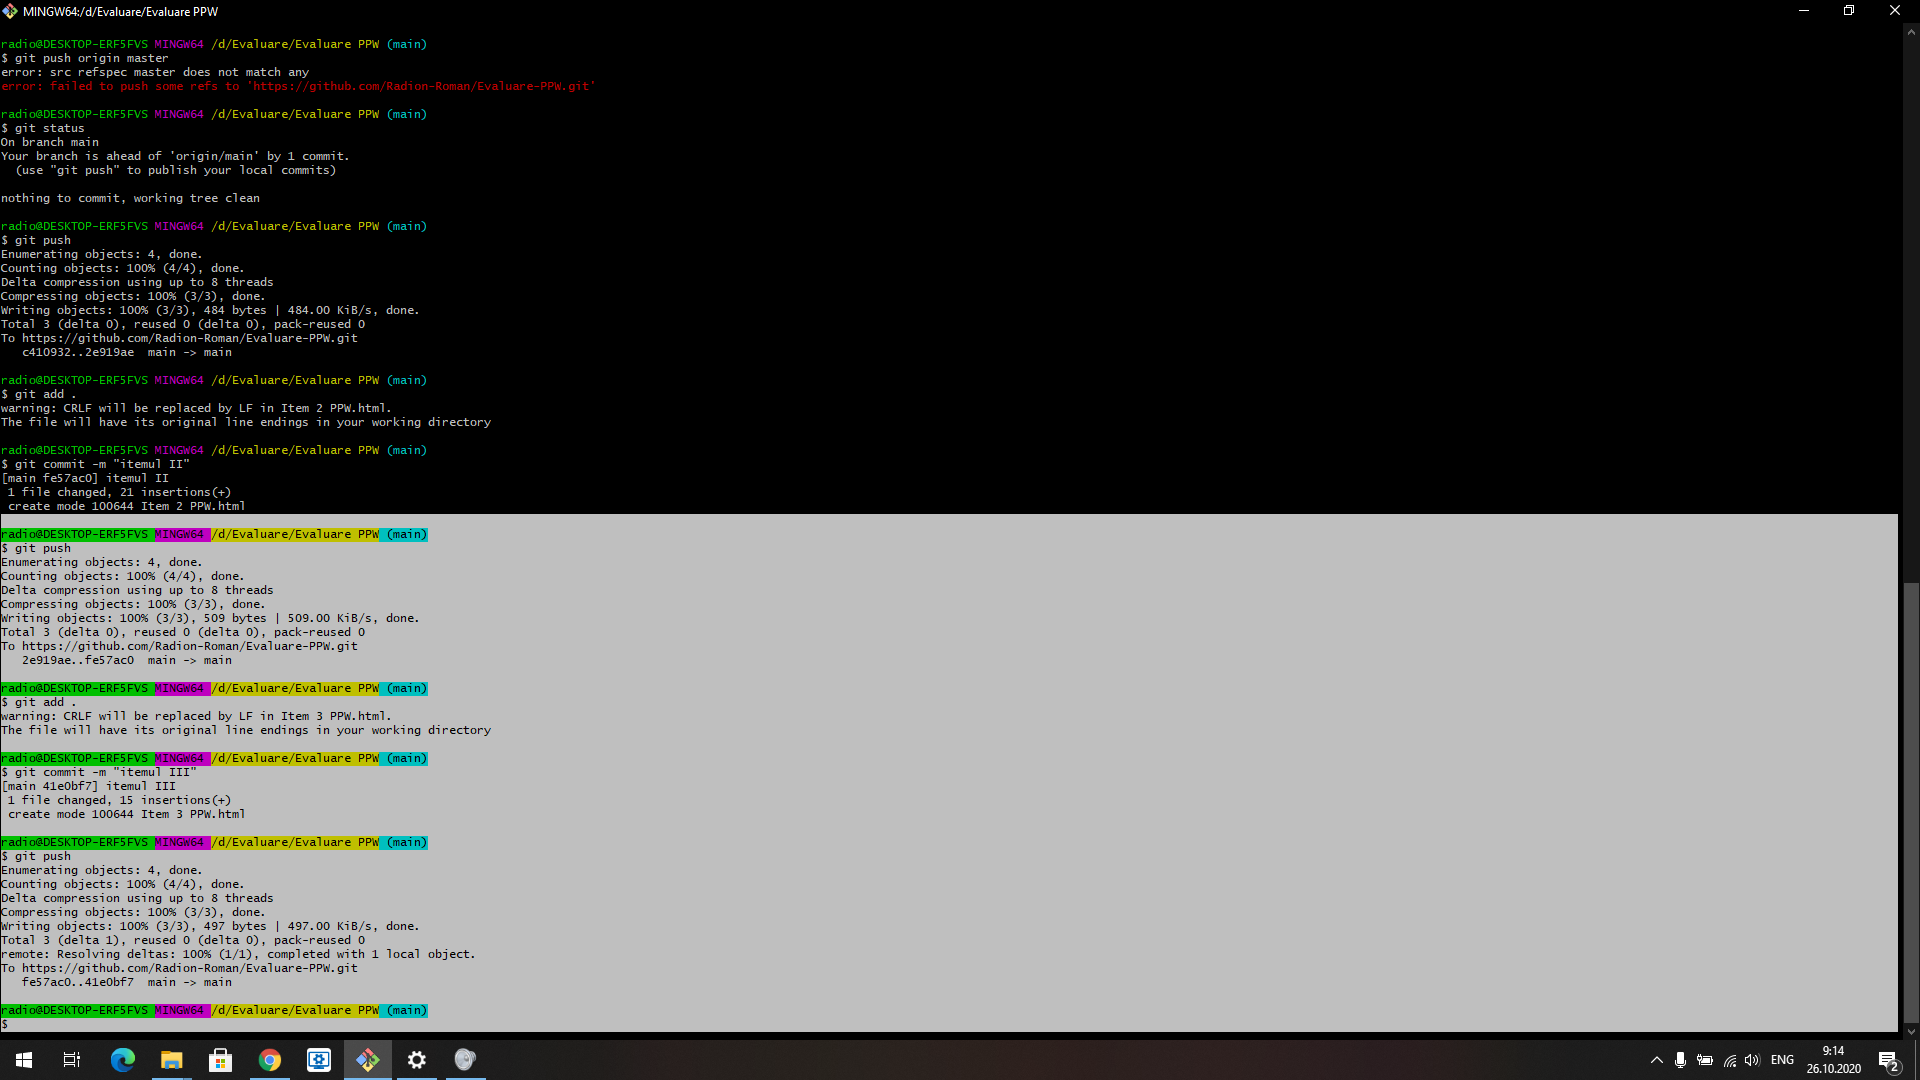 MINGW64:/d/Evaluare/Evaluare PPW
radio@DESKTOP-ERF5FVS MINGW64 /d/Evaluare/Evaluare PPW (main)
$ git push origin master
error: src refspec master does not match any
error: failed to push some refs to 'https://github.com/Radion-Roman/Evaluare-PPW.git'
radio@DESKTOP-ERF5FVS MINGW64 /d/Evaluare/Evaluare PPW (main)
$ git status
On branch main
Your branch is ahead of 'origin/main' by 1 commit.
  (use "git push" to publish your local commits)
nothing to commit, working tree clean
radio@DESKTOP-ERF5FVS MINGW64 /d/Evaluare/Evaluare PPW (main)
$ git push
Enumerating objects: 4, done.
Counting objects: 100% (4/4), done.
Delta compression using up to 8 threads
Compressing objects: 100% (3/3), done.
Writing objects: 100% (3/3), 484 bytes | 484.00 KiB/s, done.
Total 3 (delta 0), reused 0 (delta 0), pack-reused 0
To https://github.com/Radion-Roman/Evaluare-PPW.git
   c410932..2e919ae  main -> main
radio@DESKTOP-ERF5FVS MINGW64 /d/Evaluare/Evaluare PPW (main)
$ git add .
warning: CRLF will be replaced by LF in Item 2 PPW.html.
The file will have its original line endings in your working directory
radio@DESKTOP-ERF5FVS MINGW64 /d/Evaluare/Evaluare PPW (main)
$ git commit -m "itemul II"
[main fe57ac0] itemul II
 1 file changed, 21 insertions(+)
 create mode 100644 Item 2 PPW.html
radio@DESKTOP-ERF5FVS MINGW64 /d/Evaluare/Evaluare PPW (main)
$ git push
Enumerating objects: 4, done.
Counting objects: 100% (4/4), done.
Delta compression using up to 8 threads
Compressing objects: 100% (3/3), done.
Writing objects: 100% (3/3), 509 bytes | 509.00 KiB/s, done.
Total 3 (delta 0), reused 0 (delta 0), pack-reused 0
To https://github.com/Radion-Roman/Evaluare-PPW.git
   2e919ae..fe57ac0  main -> main
radio@DESKTOP-ERF5FVS MINGW64 /d/Evaluare/Evaluare PPW (main)
$ git add .
warning: CRLF will be replaced by LF in Item 3 PPW.html.
The file will have its original line endings in your working directory
radio@DESKTOP-ERF5FVS MINGW64 /d/Evaluare/Evaluare PPW (main)
$ git commit -m "itemul III"
[main 41e0bf7] itemul III
 1 file changed, 15 insertions(+)
 create mode 100644 Item 3 PPW.html
radio@DESKTOP-ERF5FVS MINGW64 /d/Evaluare/Evaluare PPW (main)
$ git push
Enumerating objects: 4, done.
Counting objects: 100% (4/4), done.
Delta compression using up to 8 threads
Compressing objects: 100% (3/3), done.
Writing objects: 100% (3/3), 497 bytes | 497.00 KiB/s, done.
Total 3 (delta 1), reused 0 (delta 0), pack-reused 0
remote: Resolving deltas: 100% (1/1), completed with 1 local object.
To https://github.com/Radion-Roman/Evaluare-PPW.git
   fe57ac0..41e0bf7  main -> main
radio@DESKTOP-ERF5FVS MINGW64 /d/Evaluare/Evaluare PPW (main)
$
ENG
9:14
26.10.2020
2